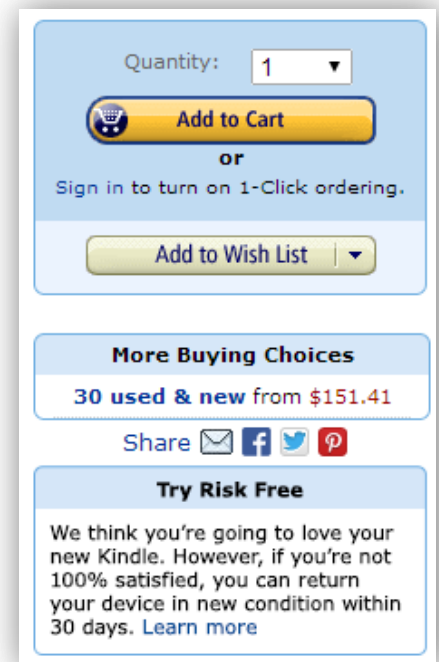 Quantity: 1
Add to Cart
or
Sign in to turn on 1-Click ordering.
Add to Wish List
More Buying Choices
30 used & new from $151.41
Share
Try Risk Free
We think you’re going to love your
new Kindle. However, if you’re not
100% satisfied, you can return
your device in new condition within
30 days. Learn more